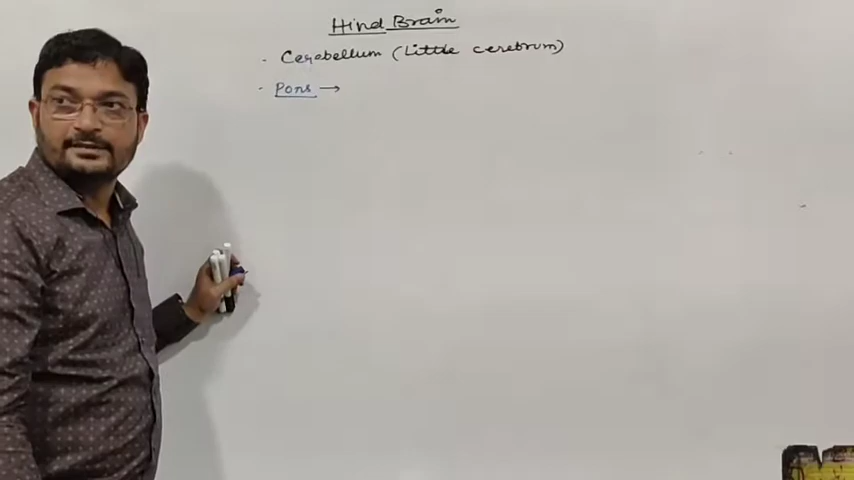 Hind Brain
· Cerebellum (Little cerebrum)
· Pons →